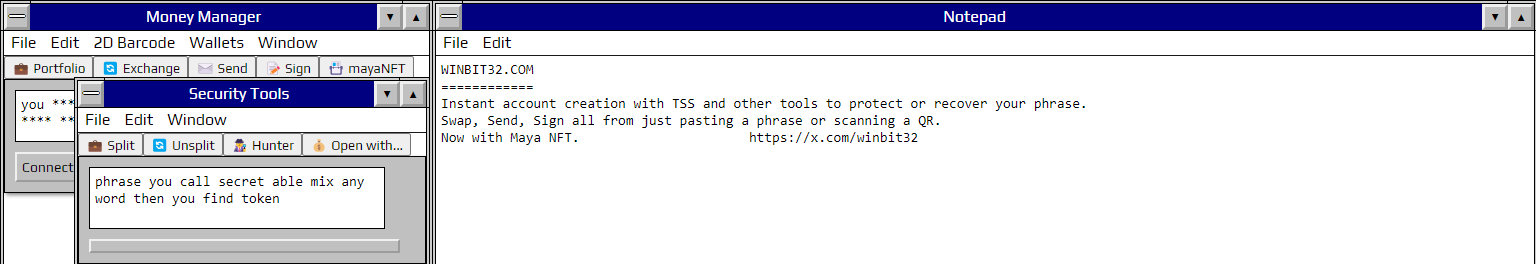 Money Manager
File Edit 2D Barcode Wallets Window
Portfolio Exchange Send Sign mayaNFT
you ***
**** **
Connect
Security Tools
File Edit Window
Split Unsplit Hunter Open with...
phrase you call secret able mix any
word then you find token
Notepad
File Edit
WINBIT32.COM
============
Instant account creation with TSS and other tools to protect or recover your phrase.
Swap, Send, Sign all from just pasting a phrase or scanning a QR.
Now with Maya NFT. https://x.com/winbit32